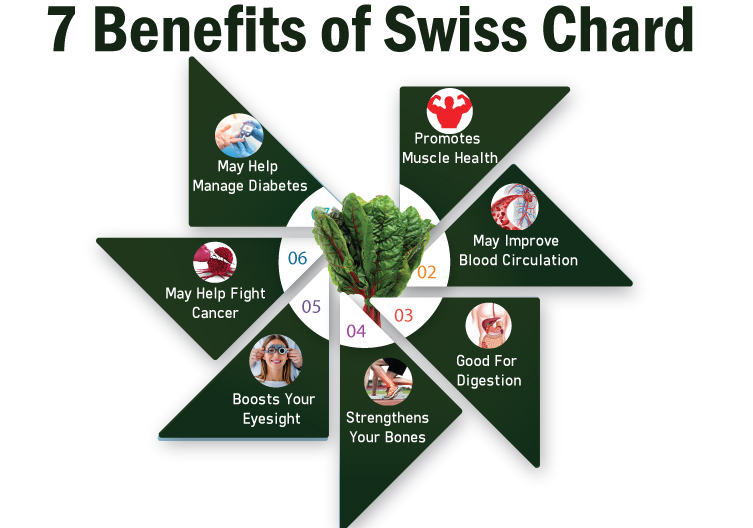 7 Benefits of Swiss Chard
Promotes
Muscle Health
May Improve
Blood Circulation
02
Good For
Digestion
03
Strengthens
Your Bones
04
Boosts Your
Eyesight
05
May Help Fight
Cancer
06
May Help
Manage Diabetes